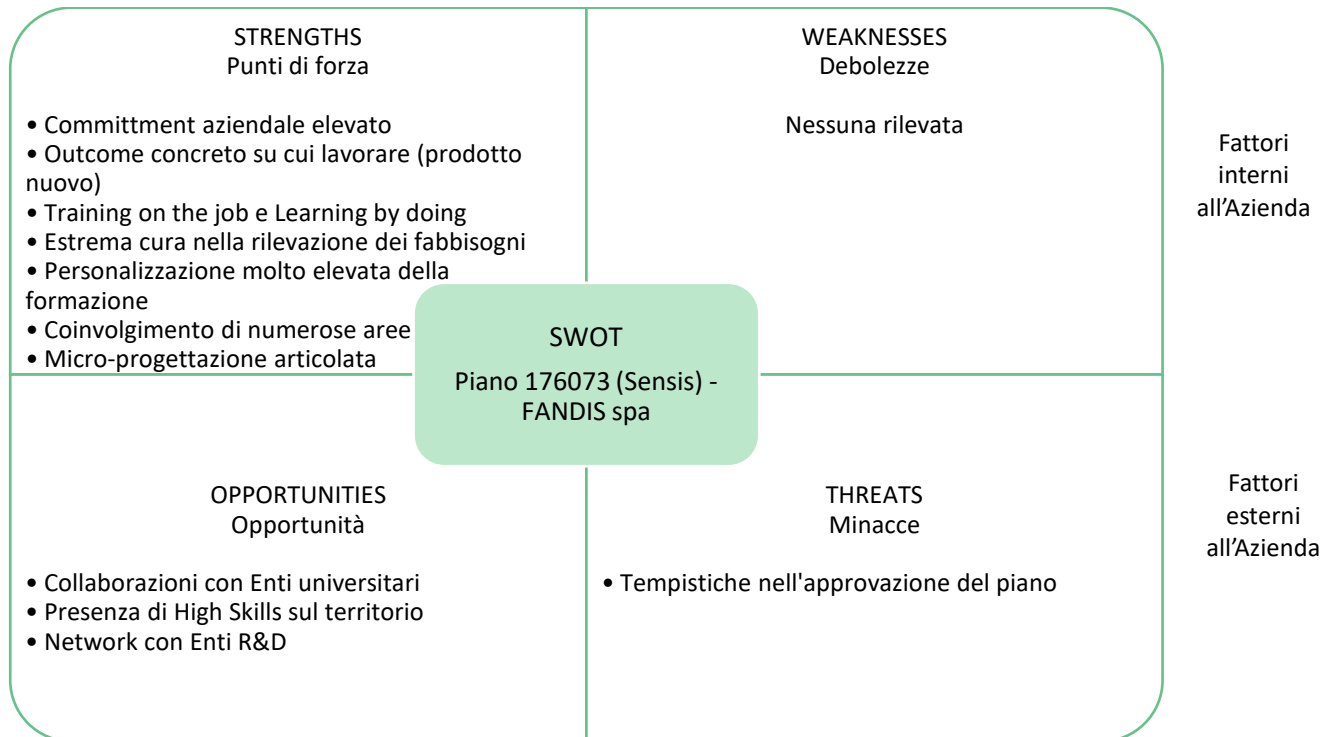 STRENGTHS
Punti di forza
• Committment aziendale elevato
• Outcome concreto su cui lavorare (prodotto
nuovo)
• Training on the job e Learning by doing
• Estrema cura nella rilevazione dei fabbisogni
• Personalizzazione molto elevata della
formazione
• Coinvolgimento di numerose aree
• Micro-progettazione articolata
WEAKNESSES
Debolezze
Nessuna rilevata
Fattori
interni
all’Azienda
SWOT
Piano 176073 (Sensis) -
FANDIS spa
OPPORTUNITIES
Opportunità
• Collaborazioni con Enti universitari
• Presenza di High Skills sul territorio
• Network con Enti R&D
THREATS
Minacce
• Tempistiche nell'approvazione del piano
Fattori
esterni
all’Azienda